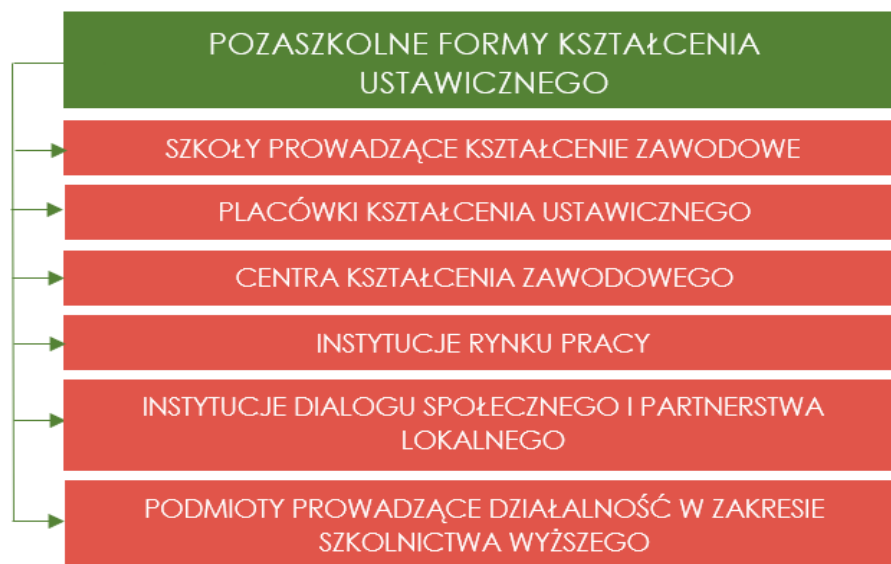 POZASZKOLNE FORMY KSZTAŁCENIA
USTAWICZNEGO
SZKOŁY PROWADZĄCE KSZTAŁCENIE ZAWODOWE
PLACÓWKI KSZTAŁCENIA USTAWICZNEGO
CENTRA KSZTAŁCENIA ZAWODOWEGO
INSTYTUCJE RYNKU PRACY
INSTYTUCJE DIALOGU SPOŁECZNEGO I PARTNERSTWA
LOKALNEGO
PODMIOTY PROWADZĄCE DZIAŁALNOŚĆ W ZAKRESIE
SZKOLNICTWA WYŻSZEGO